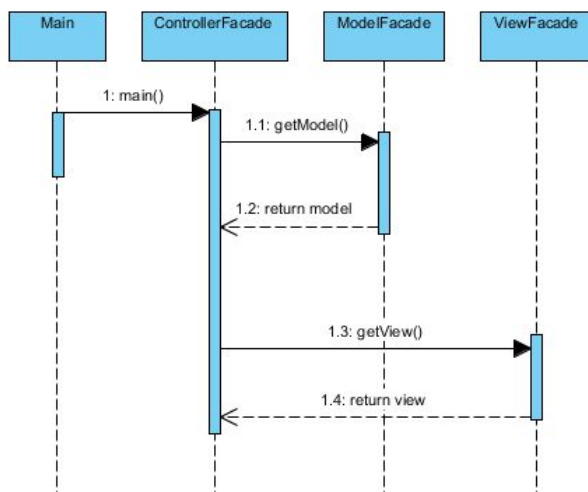 Main
ControllerFacade
ModelFacade
ViewFacade
1: main()
1.1: getModel()
1.2: return model
1.3: getView()
1.4: return view